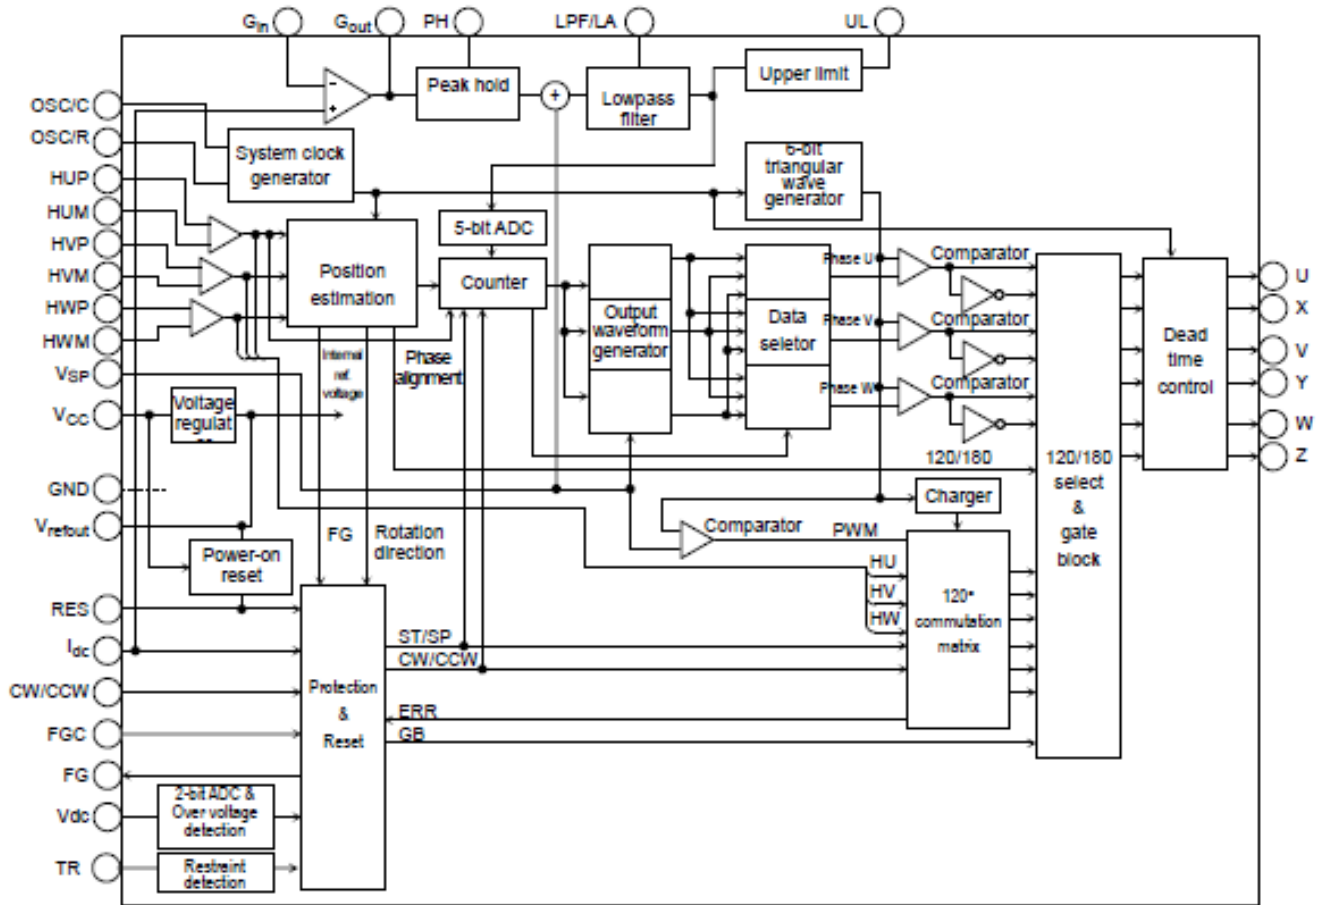 Gin
Gout
PH
LPF/LA
UL
Upper limit
Peak hold
−
+
+
Lowpass
filter
OSC/C
OSC/R
HUP
HUM
HVP
HVM
HWP
HWM
VSP
VCC
GND
Vrefout
RES
Idc
CW/CCW
FGC
FG
Vdc
TR
System clock
generator
6-bit
triangular
wave
generator
5-bit ADC
Position
estimation
Counter
Output
waveform
generator
Data
seletor
Phase U
Phase V
Phase W
Comparator
Comparator
Comparator
Dead
time
control
U
X
V
Y
W
Z
Internal
ref.
voltage
Phase
alignment
Voltage
regulat
120/180
120/180
select
&
gate
block
Charger
Comparator
PWM
FG
Rotation
direction
Power-on
reset
HU
HV
HW
120°
commutation
matrix
ST/SP
CW/CCW
Protection
&
Reset
ERR
GB
2-bit ADC &
Over voltage
detection
Restraint
detection